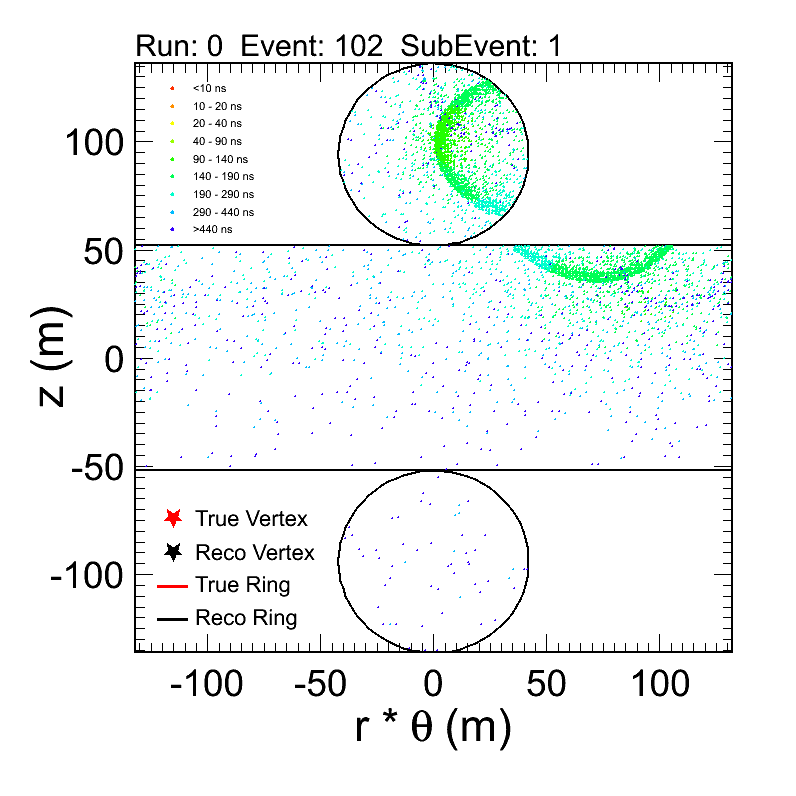 Run: 0 Event: 102 SubEvent: 1
<10 ns
10 - 20 ns
20 - 40 ns
40 - 90 ns
90 - 140 ns
140 - 190 ns
190 - 290 ns
290 - 440 ns
>440 ns
100
50
0
-50
-100
z (m)
True Vertex
Reco Vertex
True Ring
Reco Ring
-100 -50 0 50 100
r * θ (m)